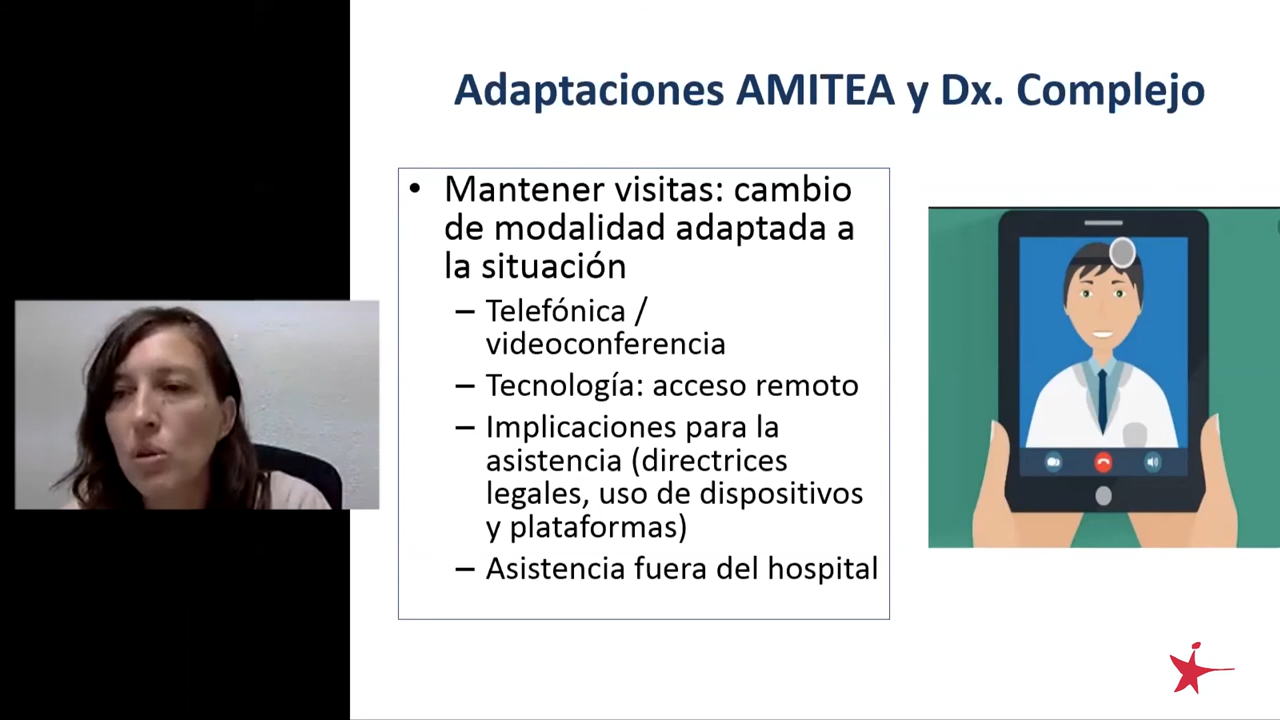 Adaptaciones AMITEA y Dx. Complejo
• Mantener visitas: cambio
de modalidad adaptada a
la situación
– Telefónica /
videoconferencia
– Tecnología: acceso remoto
– Implicaciones para la
asistencia (directrices
legales, uso de dispositivos
y plataformas)
– Asistencia fuera del hospital